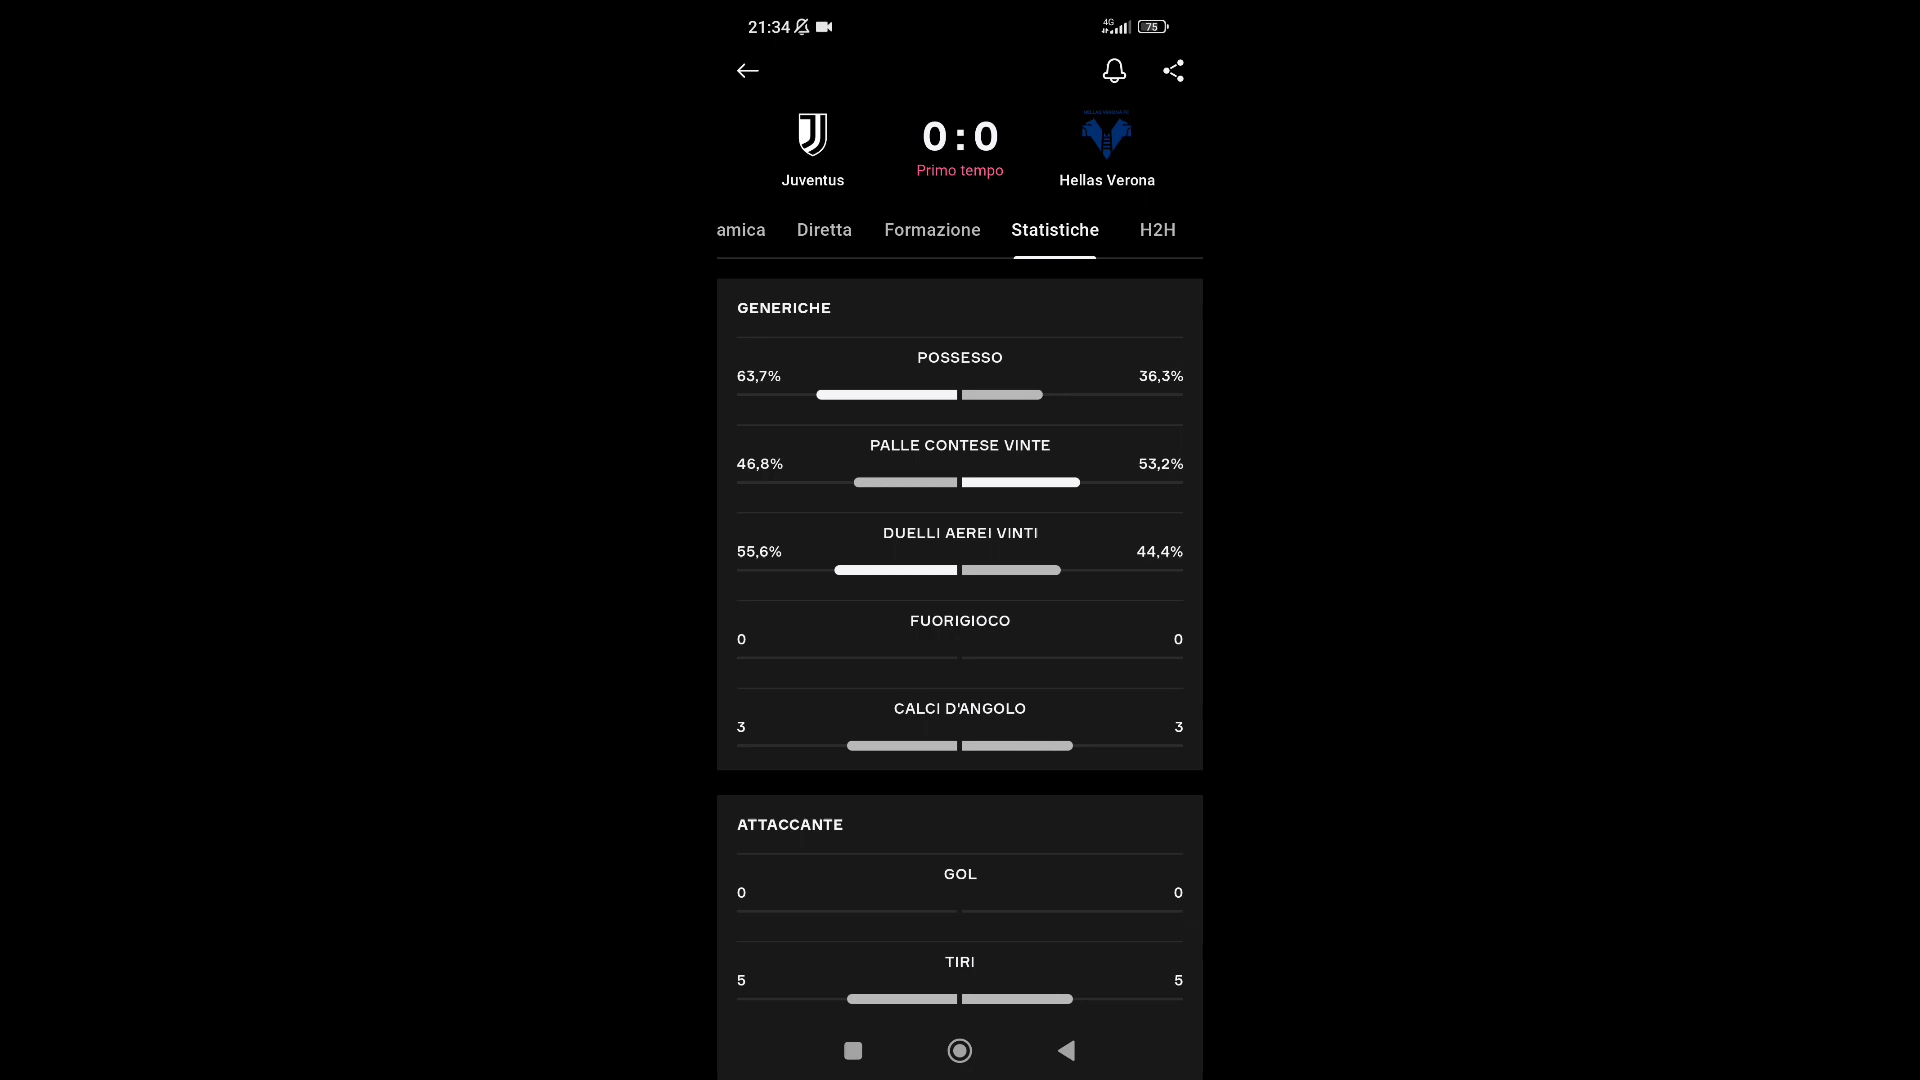 21:34
4G
75
0:0
Primo tempo
Juventus
Hellas Verona
amica Diretta Formazione Statistiche H2H
GENERICHE
POSSESSO
63,7% 36,3%
PALLE CONTESE VINTE
46,8% 53,2%
DUELLI AEREI VINTI
55,6% 44,4%
FUORIGIOCO
0 0
CALCI D'ANGOLO
3 3
ATTACCANTE
GOL
0 0
TIRI
5 5